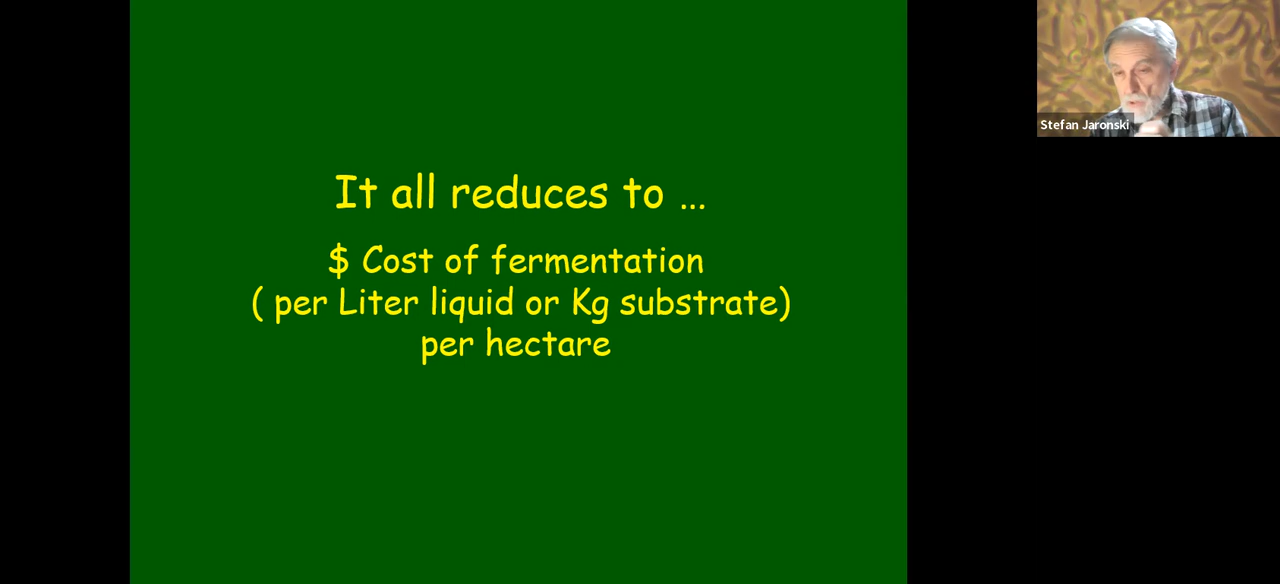 It all reduces to ...
$ Cost of fermentation
( per Liter liquid or Kg substrate)
per hectare
Stefan Jaronski